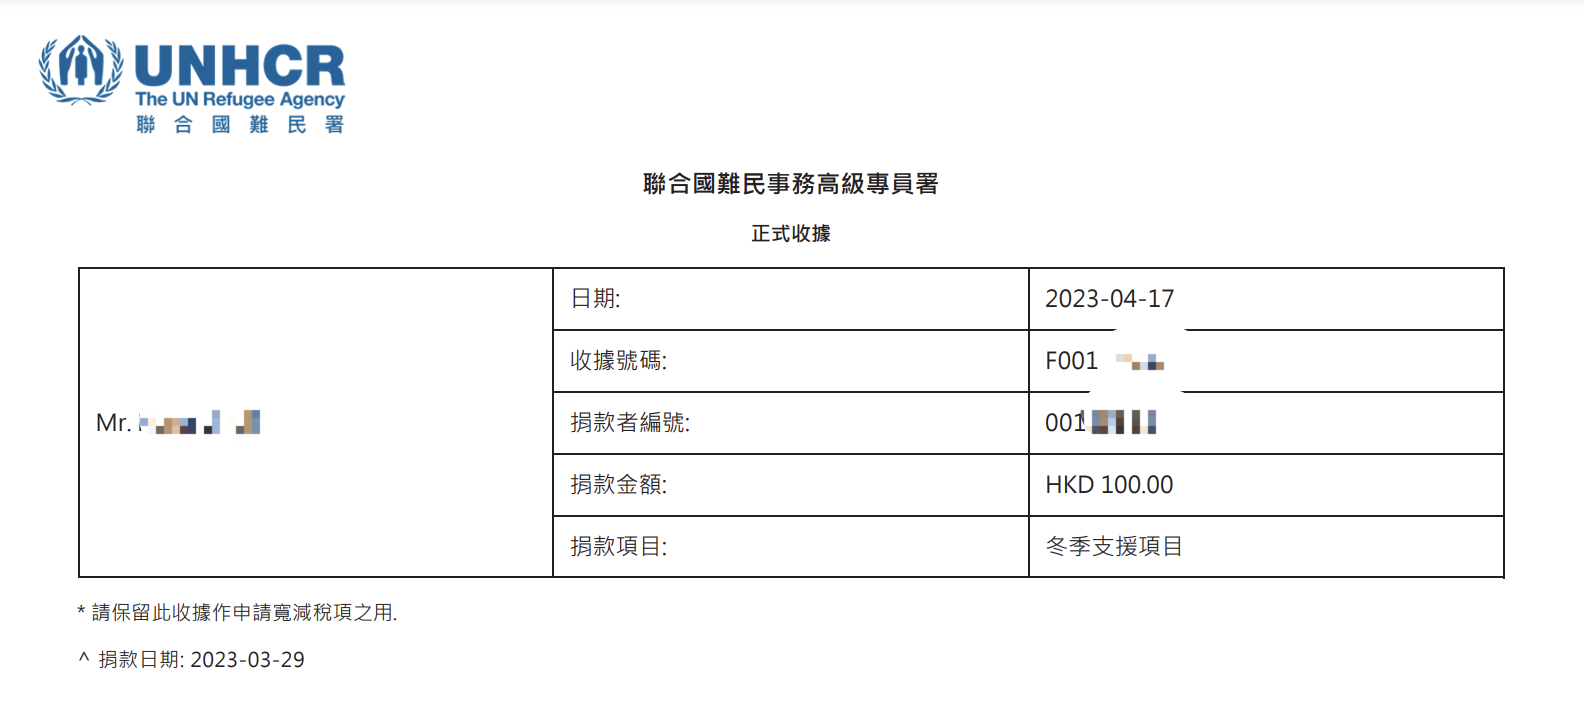 UNHCR
The UN Refugee Agency
聯合國難民署
聯合國難民事務高級專員署
正式收據
Mr.
日期: 2023-04-17
收據號碼: F001
捐款者編號: 001
捐款金額: HKD 100.00
捐款項目: 冬季支援項目
* 請保留此收據作申請寬減稅項之用.
^ 捐款日期: 2023-03-29